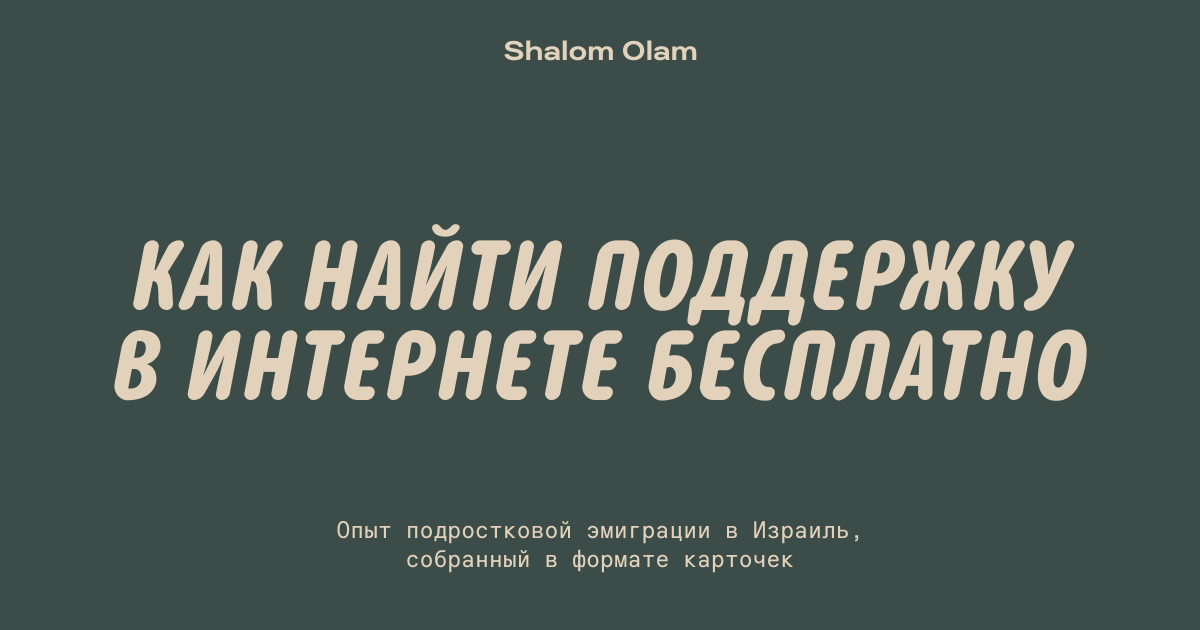 Shalom Olam
КАК НАЙТИ ПОДДЕРЖКУ
В ИНТЕРНЕТЕ БЕСПЛАТНО
Опыт подростковой эмиграции в Израиль,
собранный в формате карточек